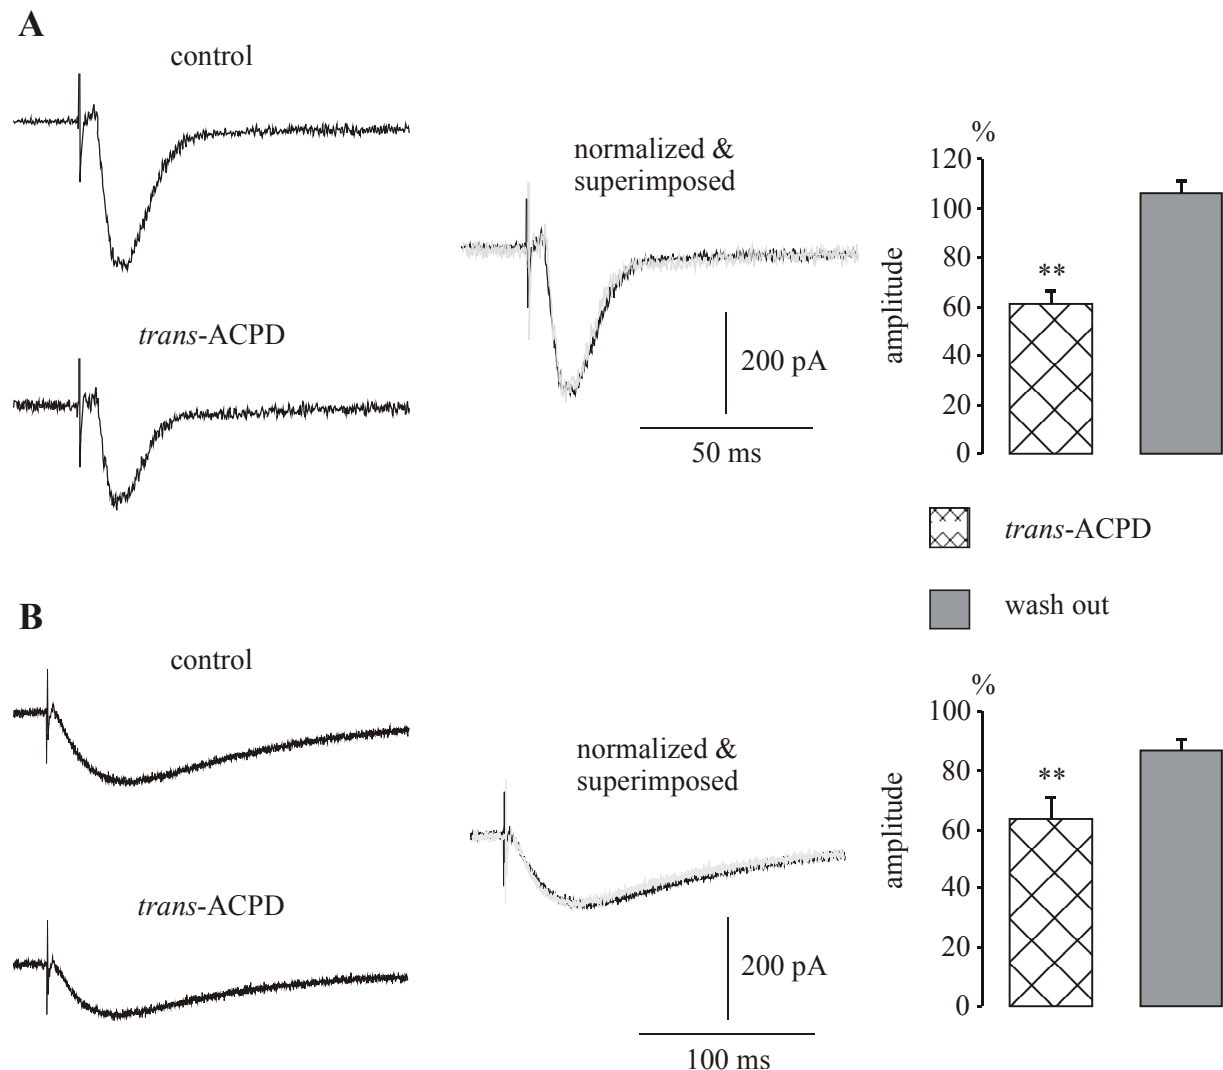 A
control
trans-ACPD
normalized &
superimposed
200 pA
50 ms
%
120
100
80
60
40
20
0
amplitude
**
trans-ACPD
wash out
B
control
trans-ACPD
normalized &
superimposed
200 pA
100 ms
%
100
80
60
40
20
0
amplitude
**